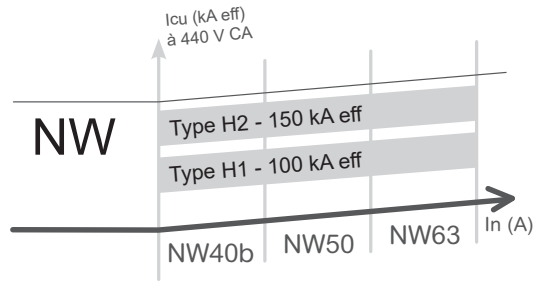 Icu (kA eff)
à 440 V CA
NW
Type H2 - 150 kA eff
Type H1 - 100 kA eff
In (A)
NW40b
NW50
NW63